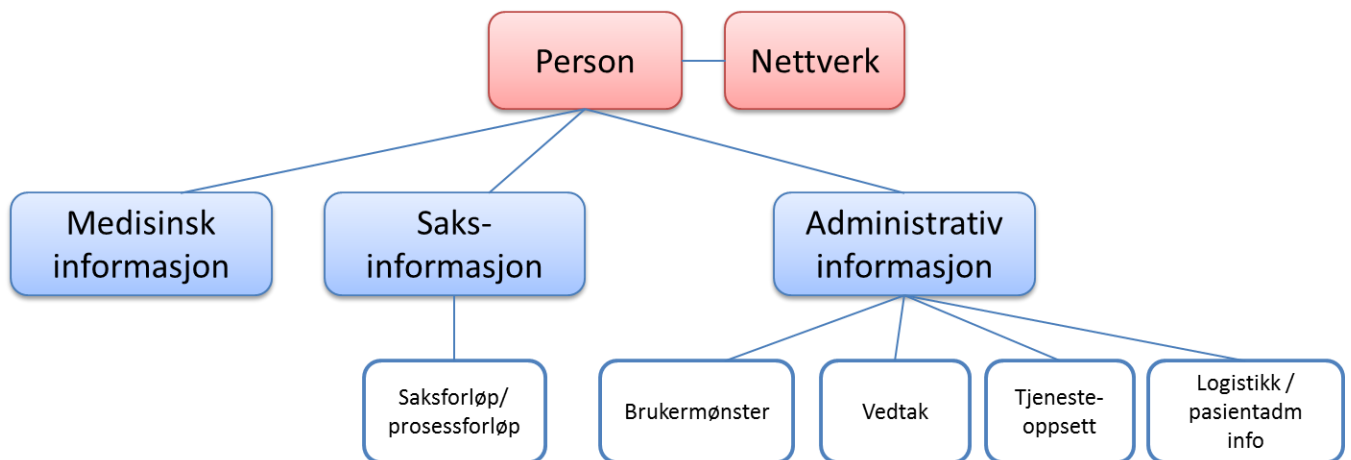 Person
Nettverk
Medisinsk
informasjon
Saks-
informasjon
Administrativ
informasjon
Saksforløp/
prosessforløp
Brukermønster
Vedtak
Tjeneste-
oppsett
Logistikk /
pasientadm
info